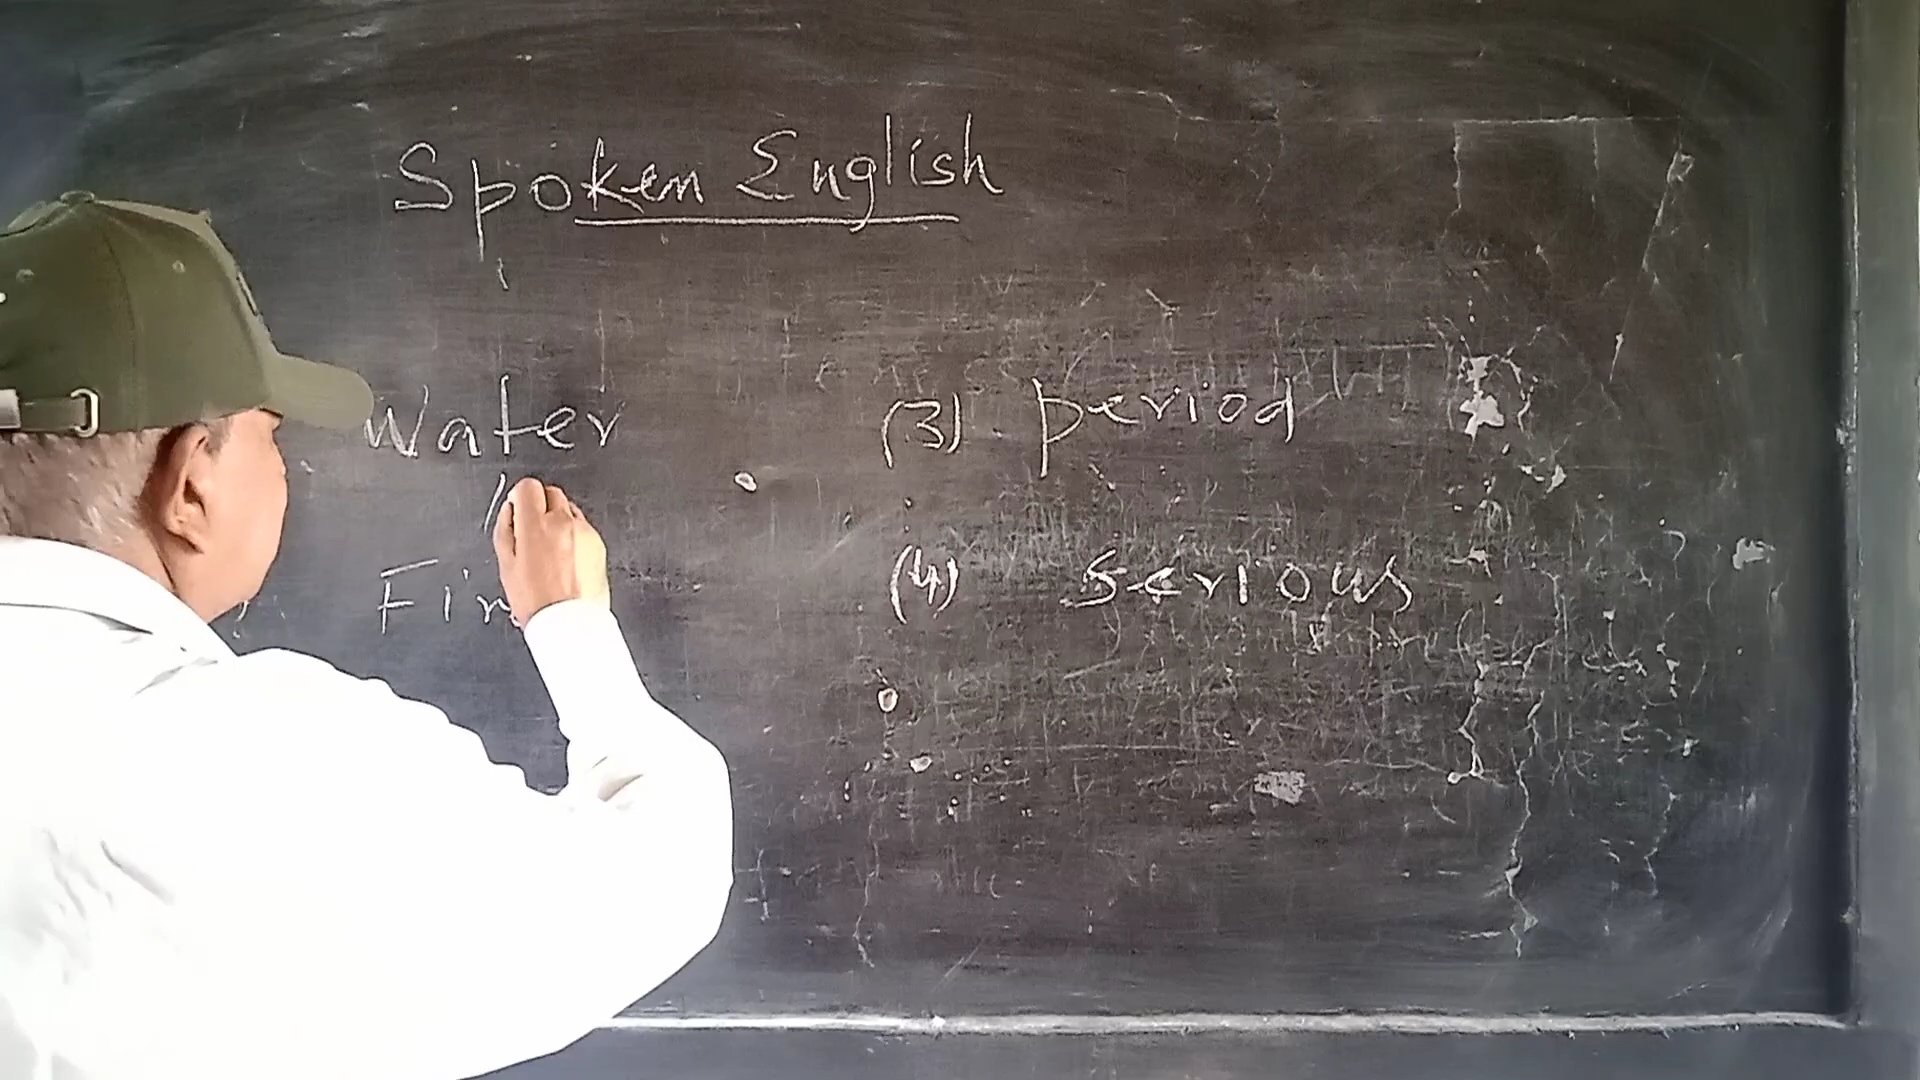 Spoken English
Water
(3) period
(4) serious